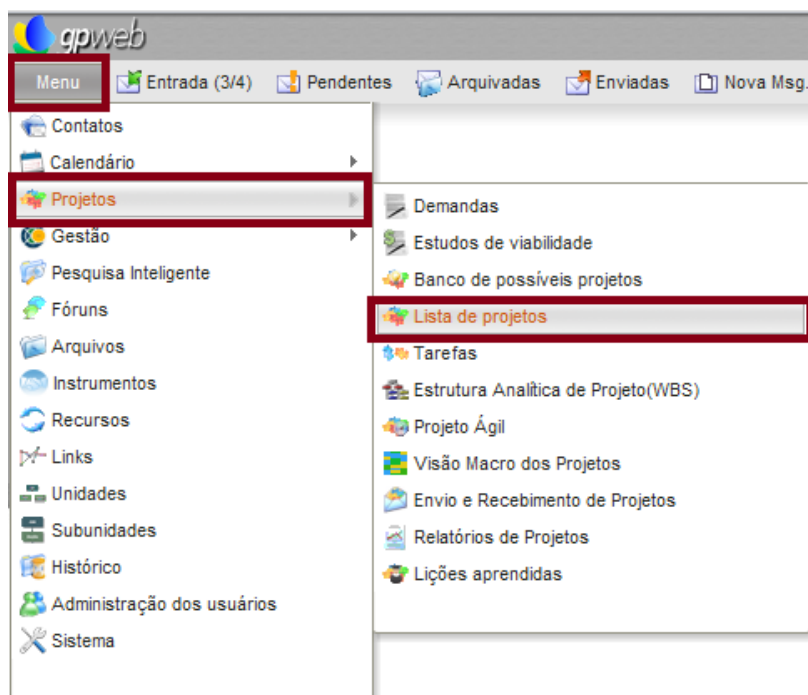 gpweb
Menu Entrada (3/4) Pendentes Arquivadas Enviadas Nova Msg.
Contatos
Calendário
Projetos
Gestão
Pesquisa Inteligente
Fóruns
Arquivos
Instrumentos
Recursos
Links
Unidades
Subunidades
Histórico
Administração dos usuários
Sistema
Demandas
Estudos de viabilidade
Banco de possíveis projetos
Lista de projetos
Tarefas
Estrutura Analítica de Projeto(WBS)
Projeto Ágil
Visão Macro dos Projetos
Envio e Recebimento de Projetos
Relatórios de Projetos
Lições aprendidas